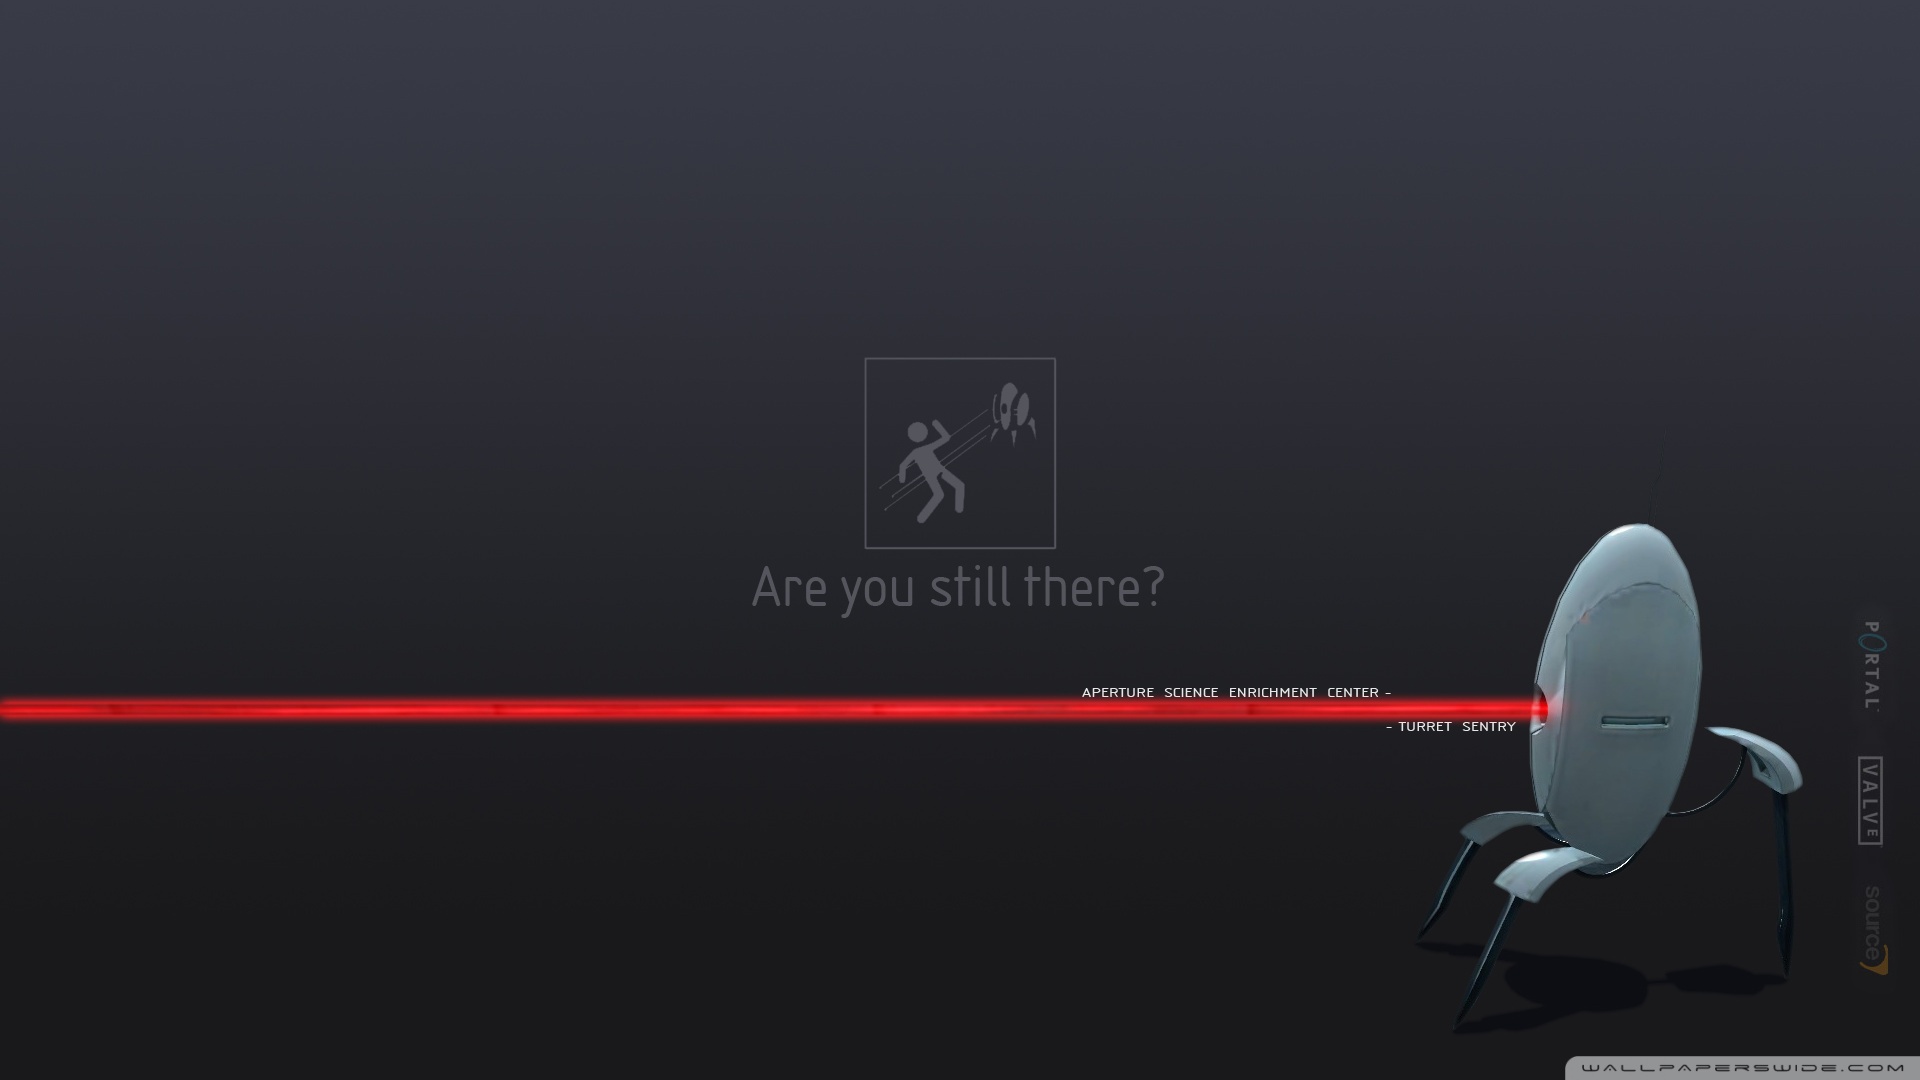 Are you still there?
APERTURE SCIENCE ENRICHMENT CENTER -
- TURRET SENTRY
PORTAL
VALVE
source
WALLPAPERSWIDE.COM